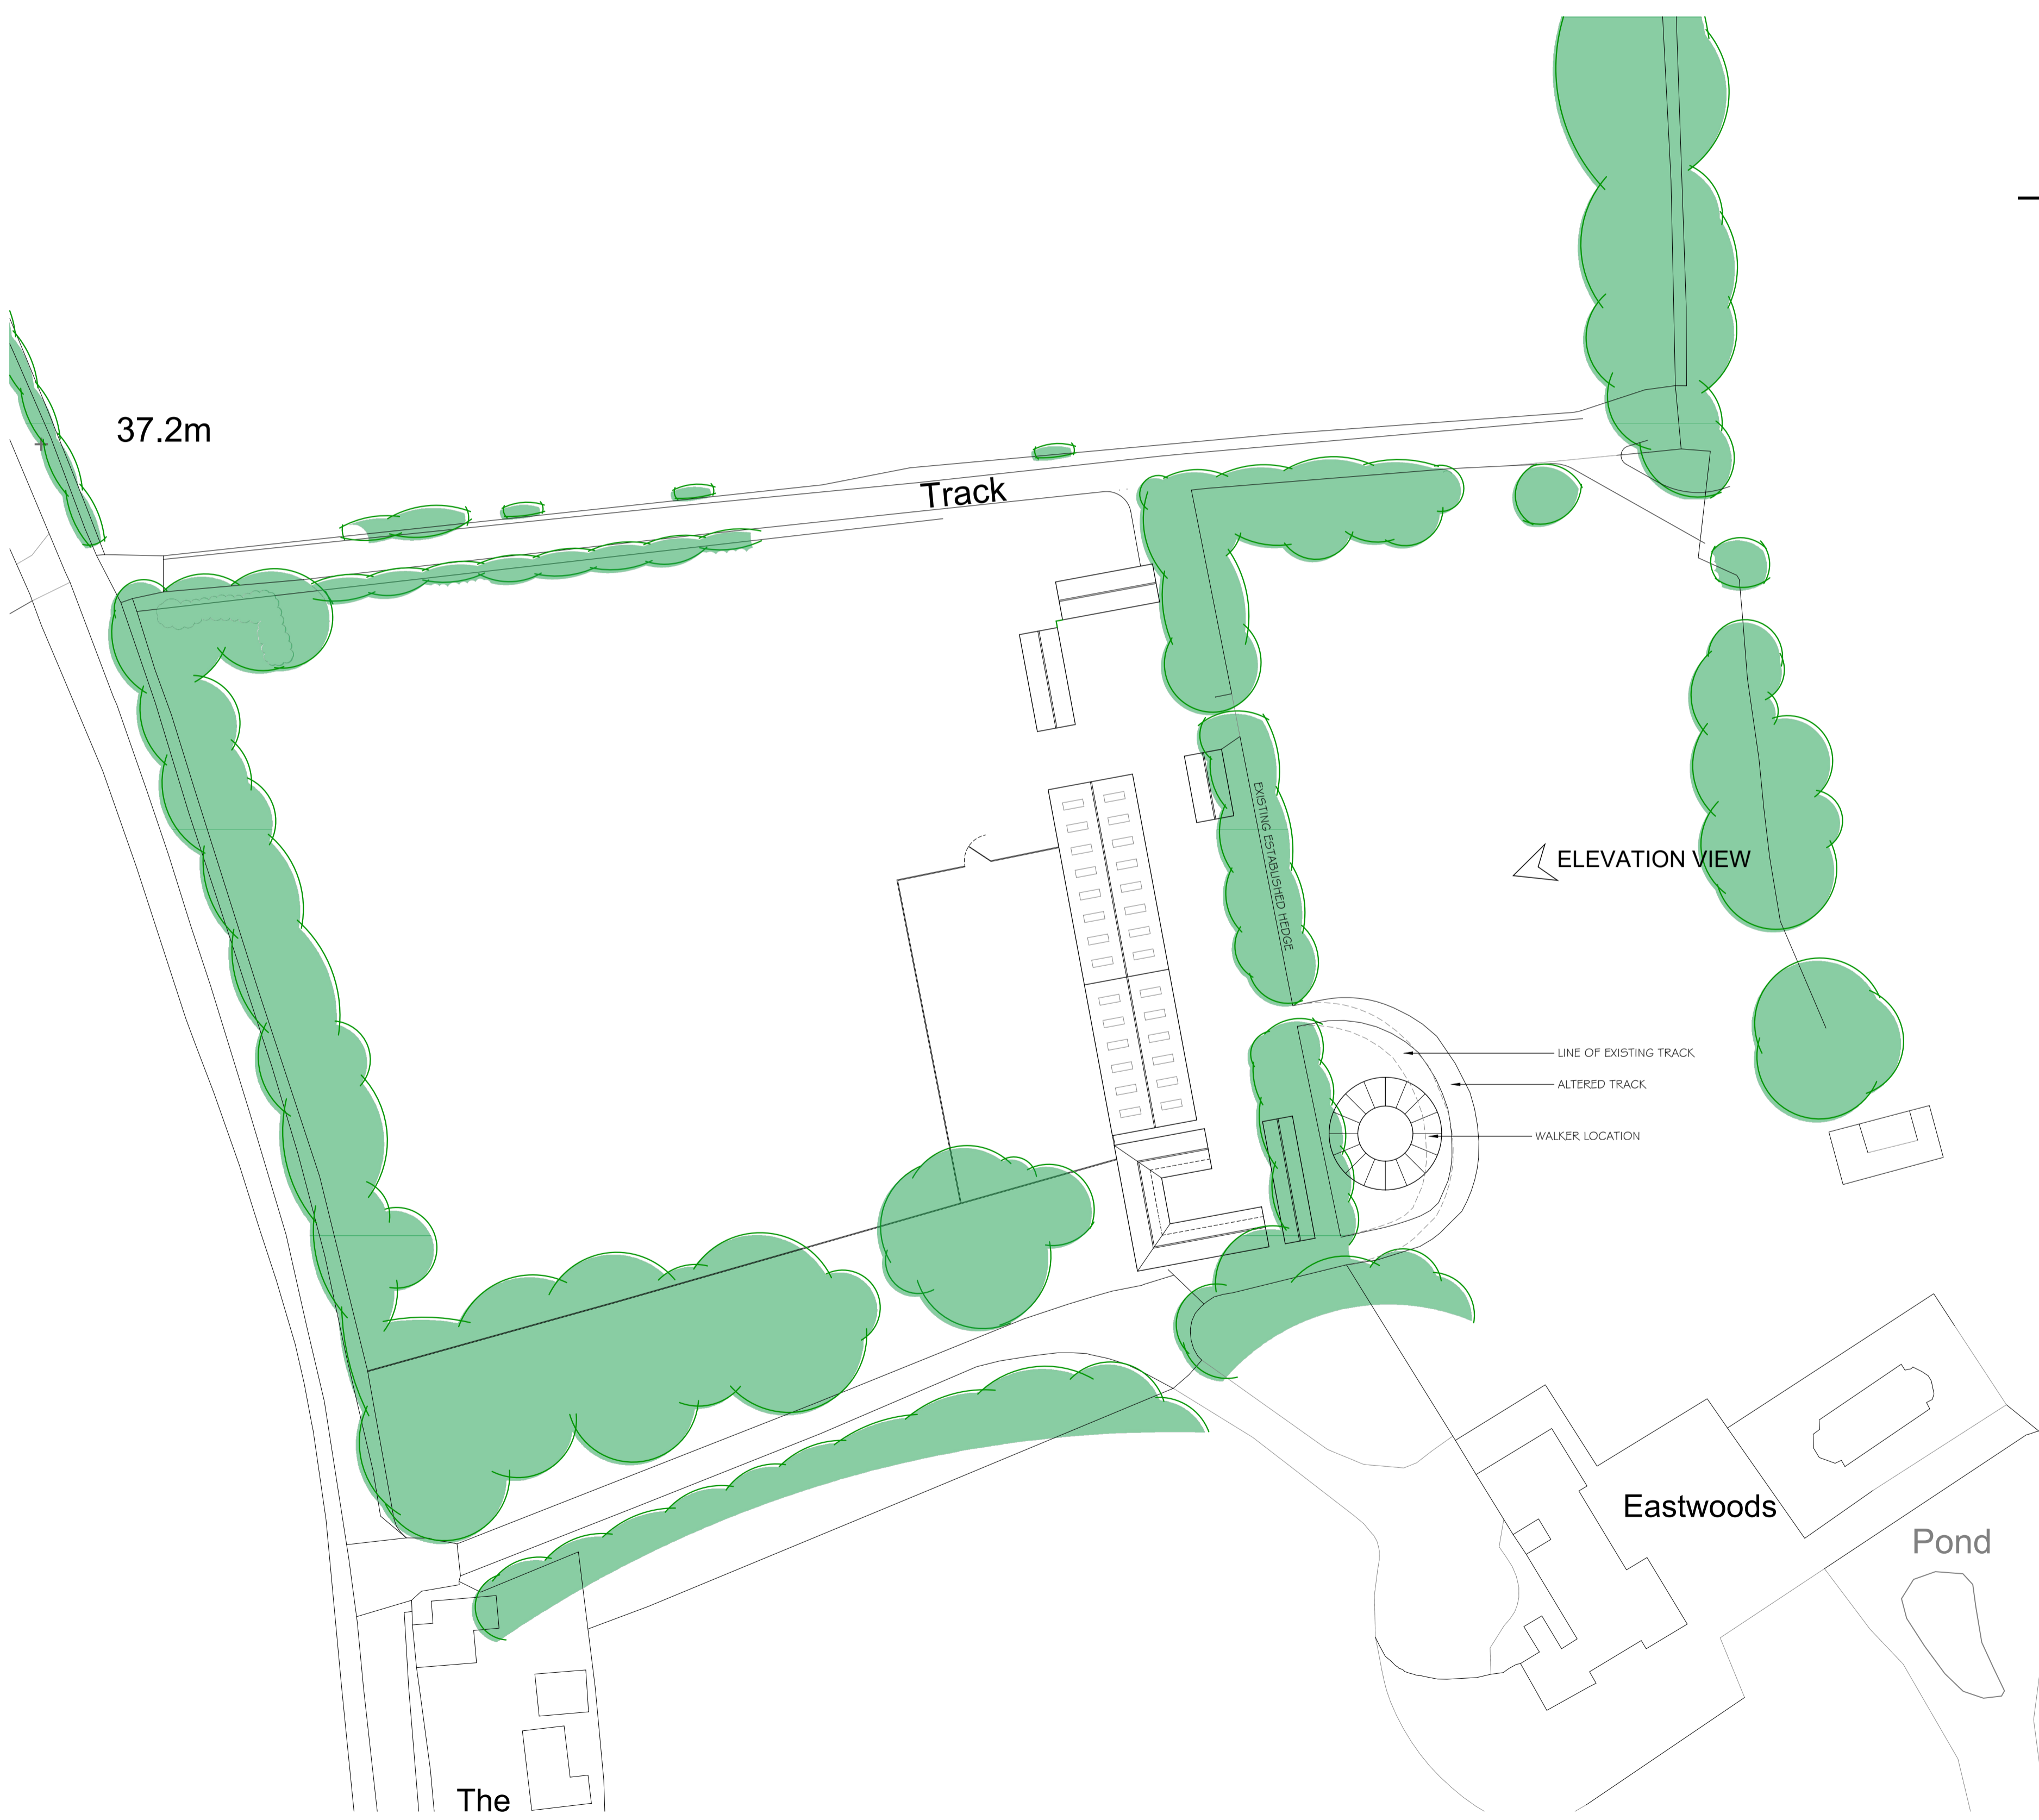 37.2m
Track
EXISTING ESTABLISHED HEDGE
ELEVATION VIEW
LINE OF EXISTING TRACK
ALTERED TRACK
WALKER LOCATION
Eastwoods
Pond
The